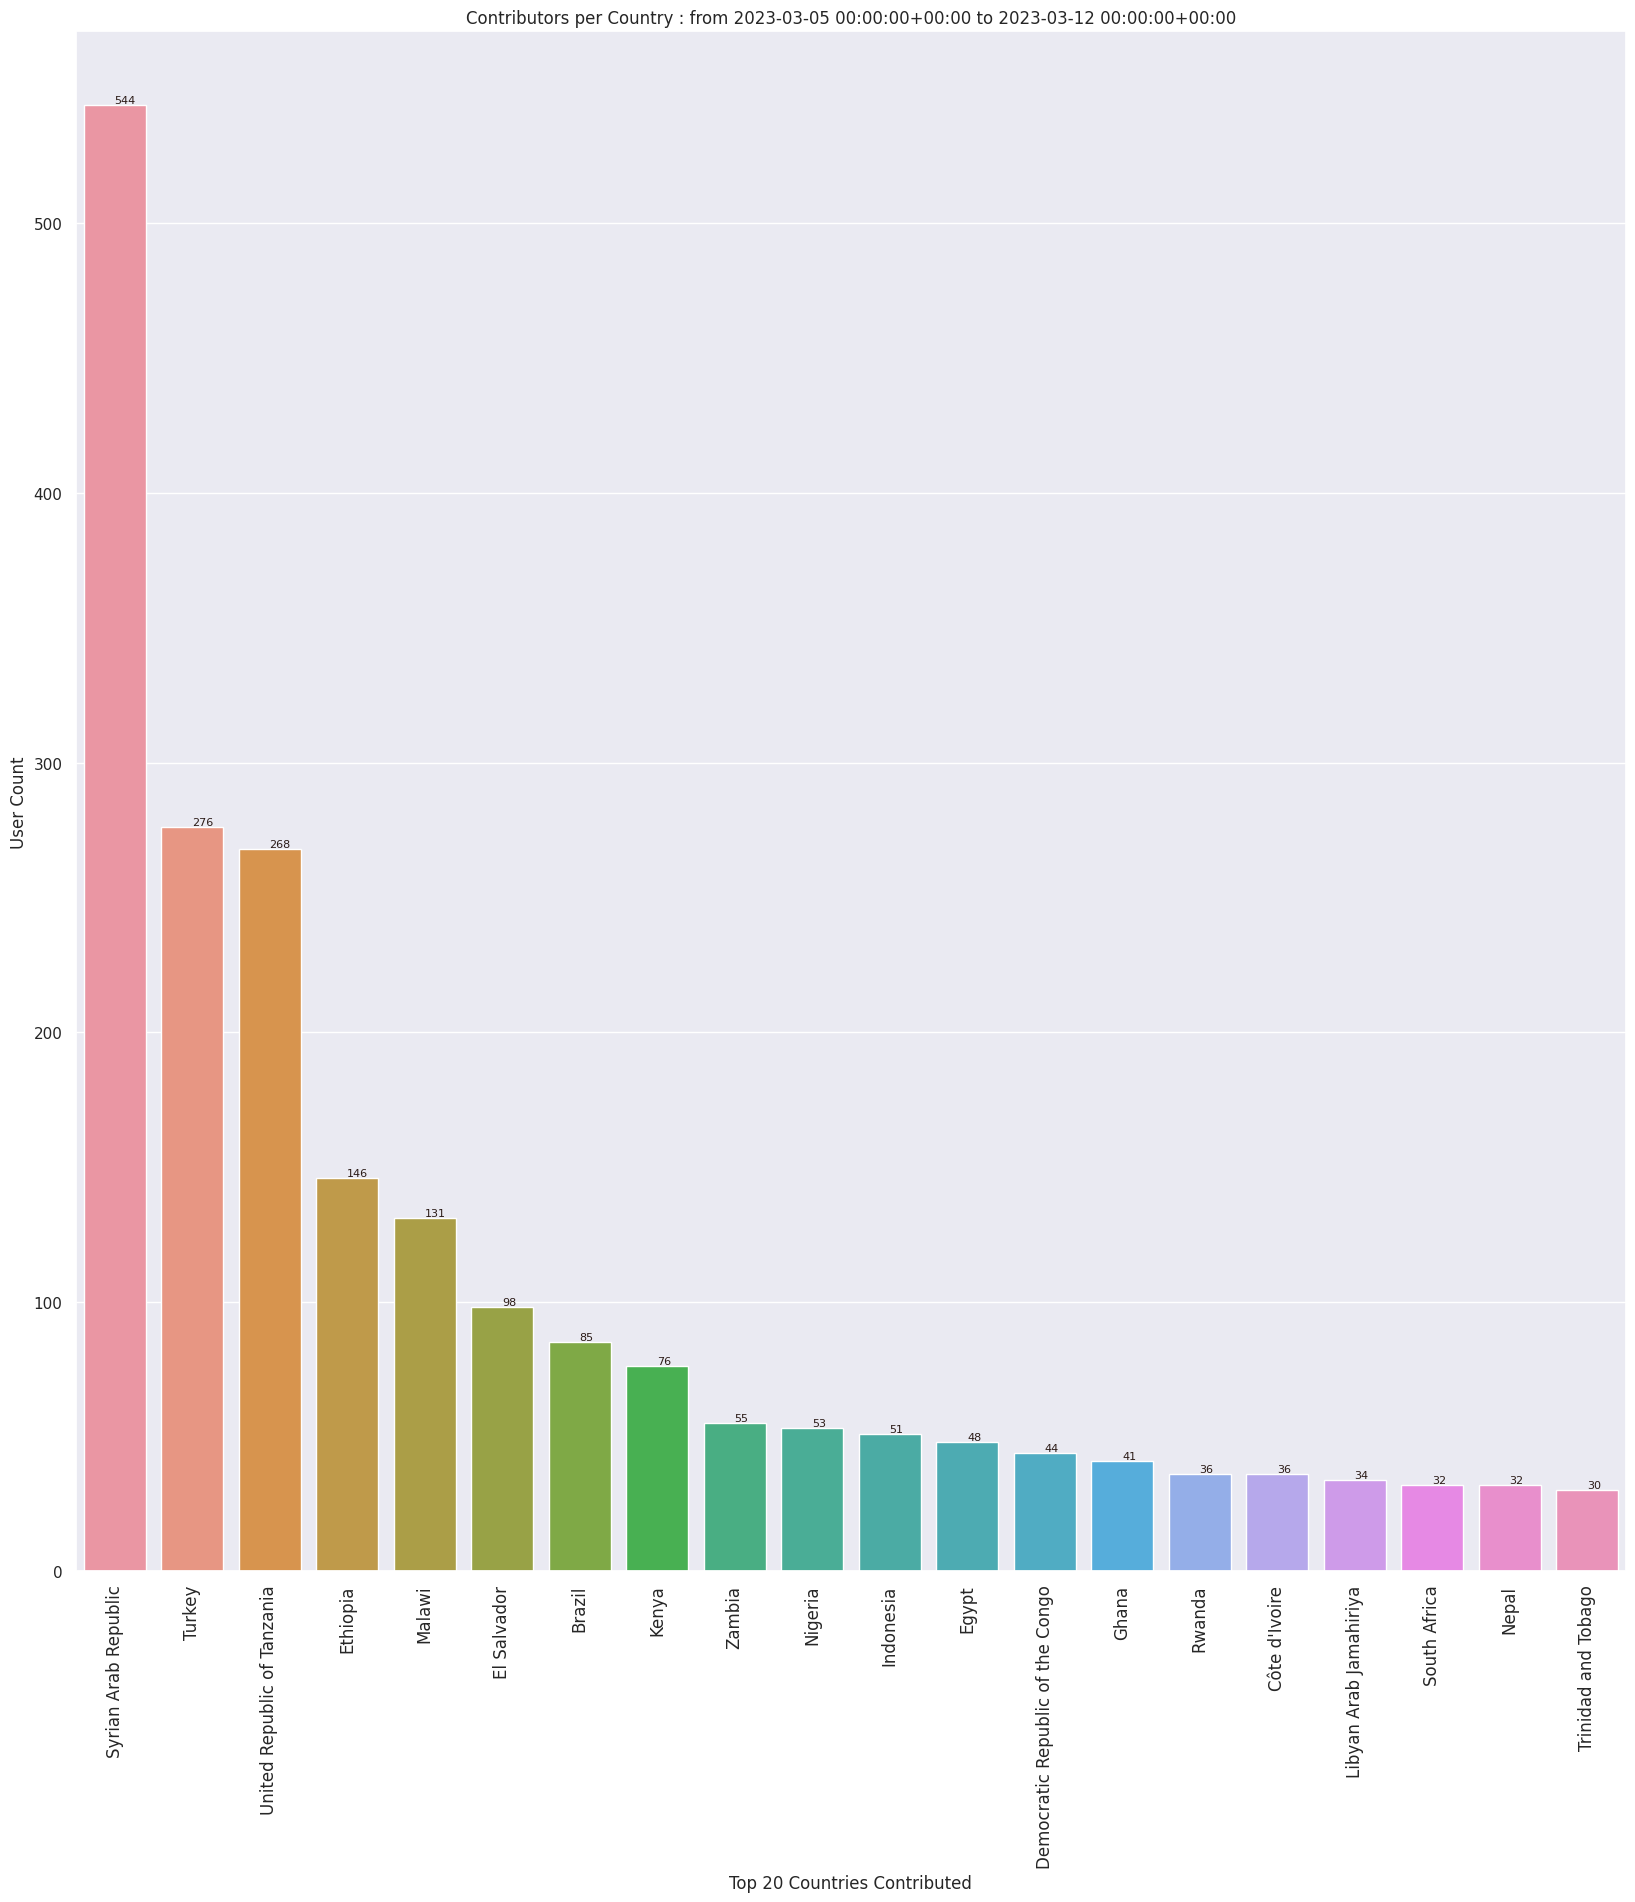 Contributors per Country : from 2023-03-05 00:00:00+00:00 to 2023-03-12 00:00:00+00:00
User Count
500
400
300
200
100
0
544
276
268
146
131
98
85
76
55
53
51
48
44
41
36
36
34
32
32
30
Syrian Arab Republic
Turkey
United Republic of Tanzania
Ethiopia
Malawi
El Salvador
Brazil
Kenya
Zambia
Nigeria
Indonesia
Egypt
Democratic Republic of the Congo
Ghana
Rwanda
Côte d'Ivoire
Libyan Arab Jamahiriya
South Africa
Nepal
Trinidad and Tobago
Top 20 Countries Contributed